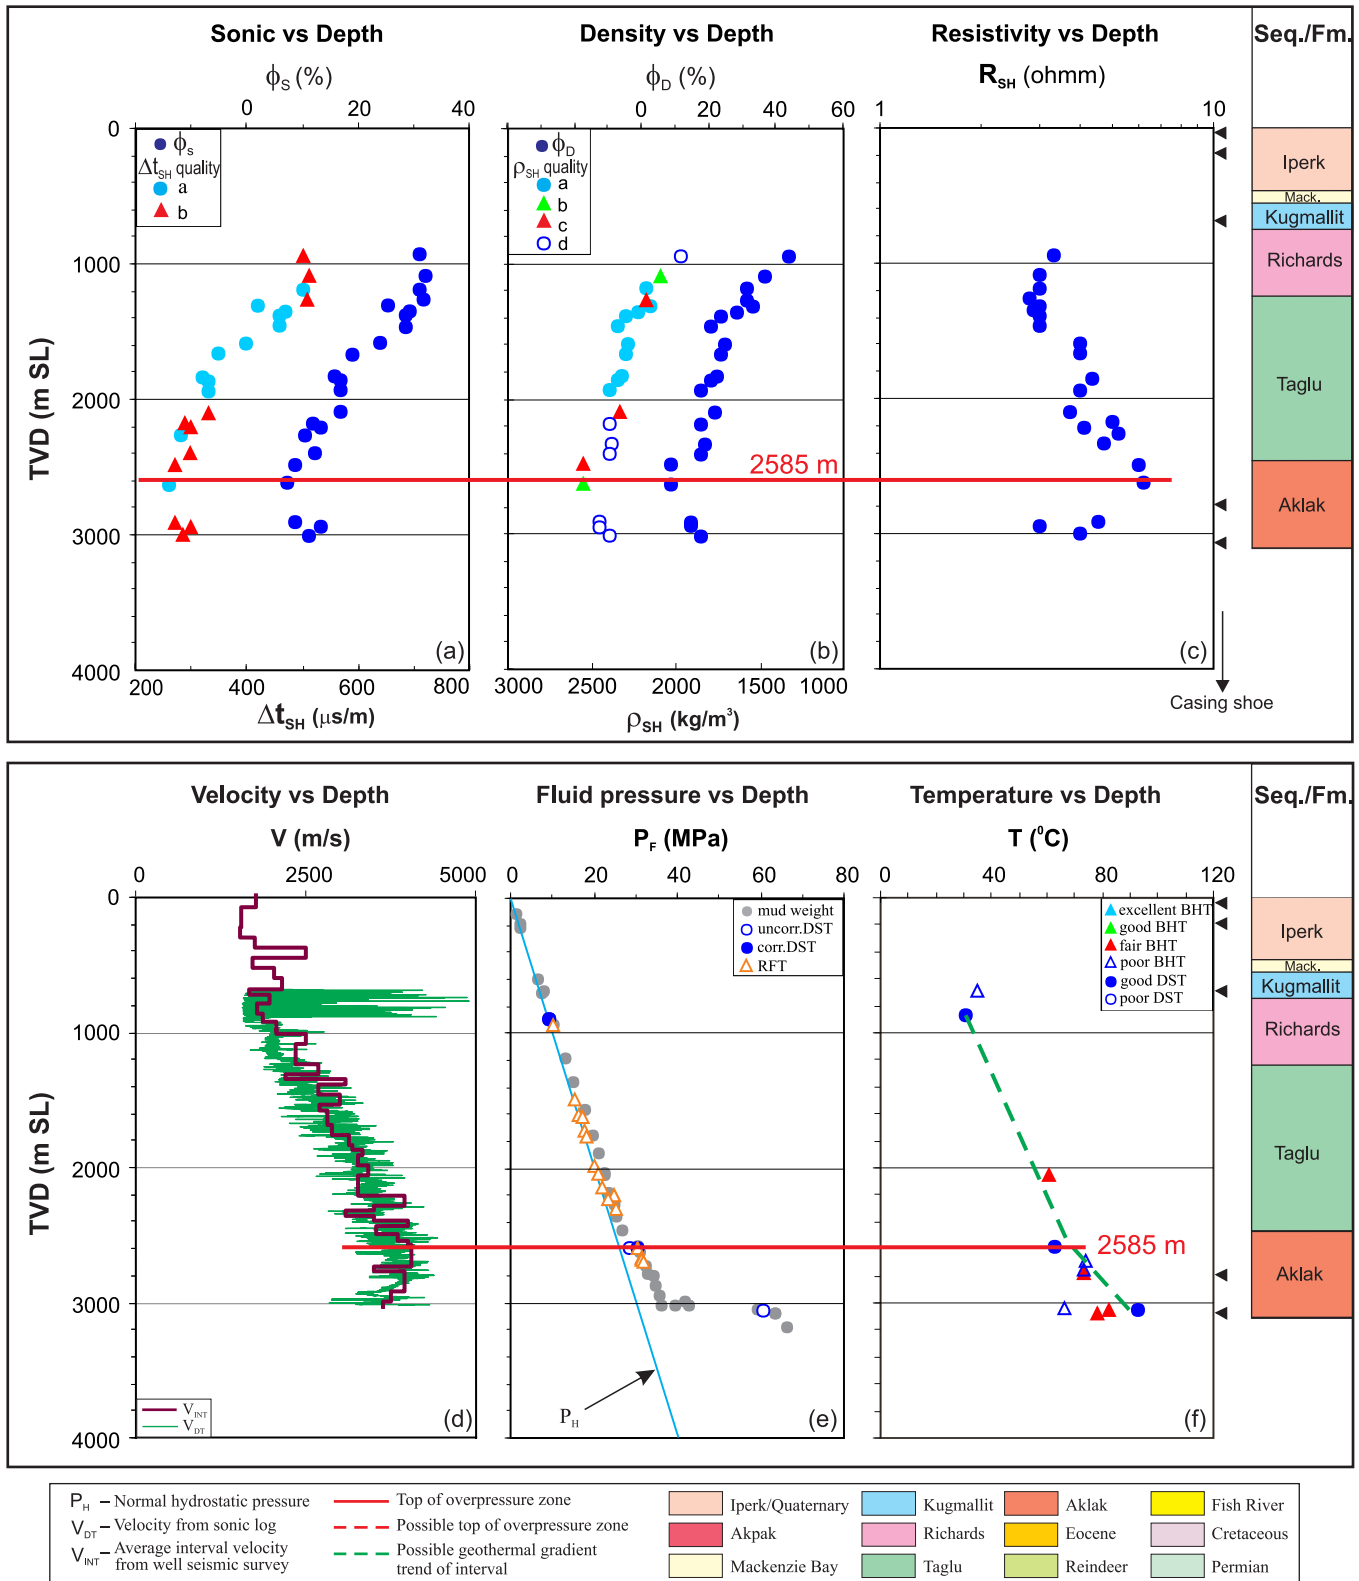 Sonic vs Depth
Density vs Depth
Resistivity vs Depth
Seq./Fm.
ϕS (%)
ϕD (%)
RSH (ohmm)
0 20 40
0 20 40 60
1 10
TVD (m SL)
0
1000
2000
3000
4000
ϕs
ΔtSH quality
a
b
ϕD
ρSH quality
a
b
c
d
2585 m
(a)
(b)
(c)
200 400 600 800
3000 2500 2000 1500 1000
ΔtSH (μs/m)
ρSH (kg/m³)
Casing shoe
Iperk
Mack.
Kugmallit
Richards
Taglu
Aklak
Velocity vs Depth
Fluid pressure vs Depth
Temperature vs Depth
Seq./Fm.
V (m/s)
PF (MPa)
T (⁰C)
0 2500 5000
0 20 40 60 80
0 40 80 120
TVD (m SL)
0
1000
2000
3000
4000
VINT
VDT
(d)
mud weight
uncorr.DST
corr.DST
RFT
PH
(e)
excellent BHT
good BHT
fair BHT
poor BHT
good DST
poor DST
2585 m
(f)
Iperk
Mack.
Kugmallit
Richards
Taglu
Aklak
PH – Normal hydrostatic pressure
VDT – Velocity from sonic log
VINT – Average interval velocity
from well seismic survey
Top of overpressure zone
Possible top of overpressure zone
Possible geothermal gradient
trend of interval
Iperk/Quaternary
Kugmallit
Aklak
Fish River
Akpak
Richards
Eocene
Cretaceous
Mackenzie Bay
Taglu
Reindeer
Permian